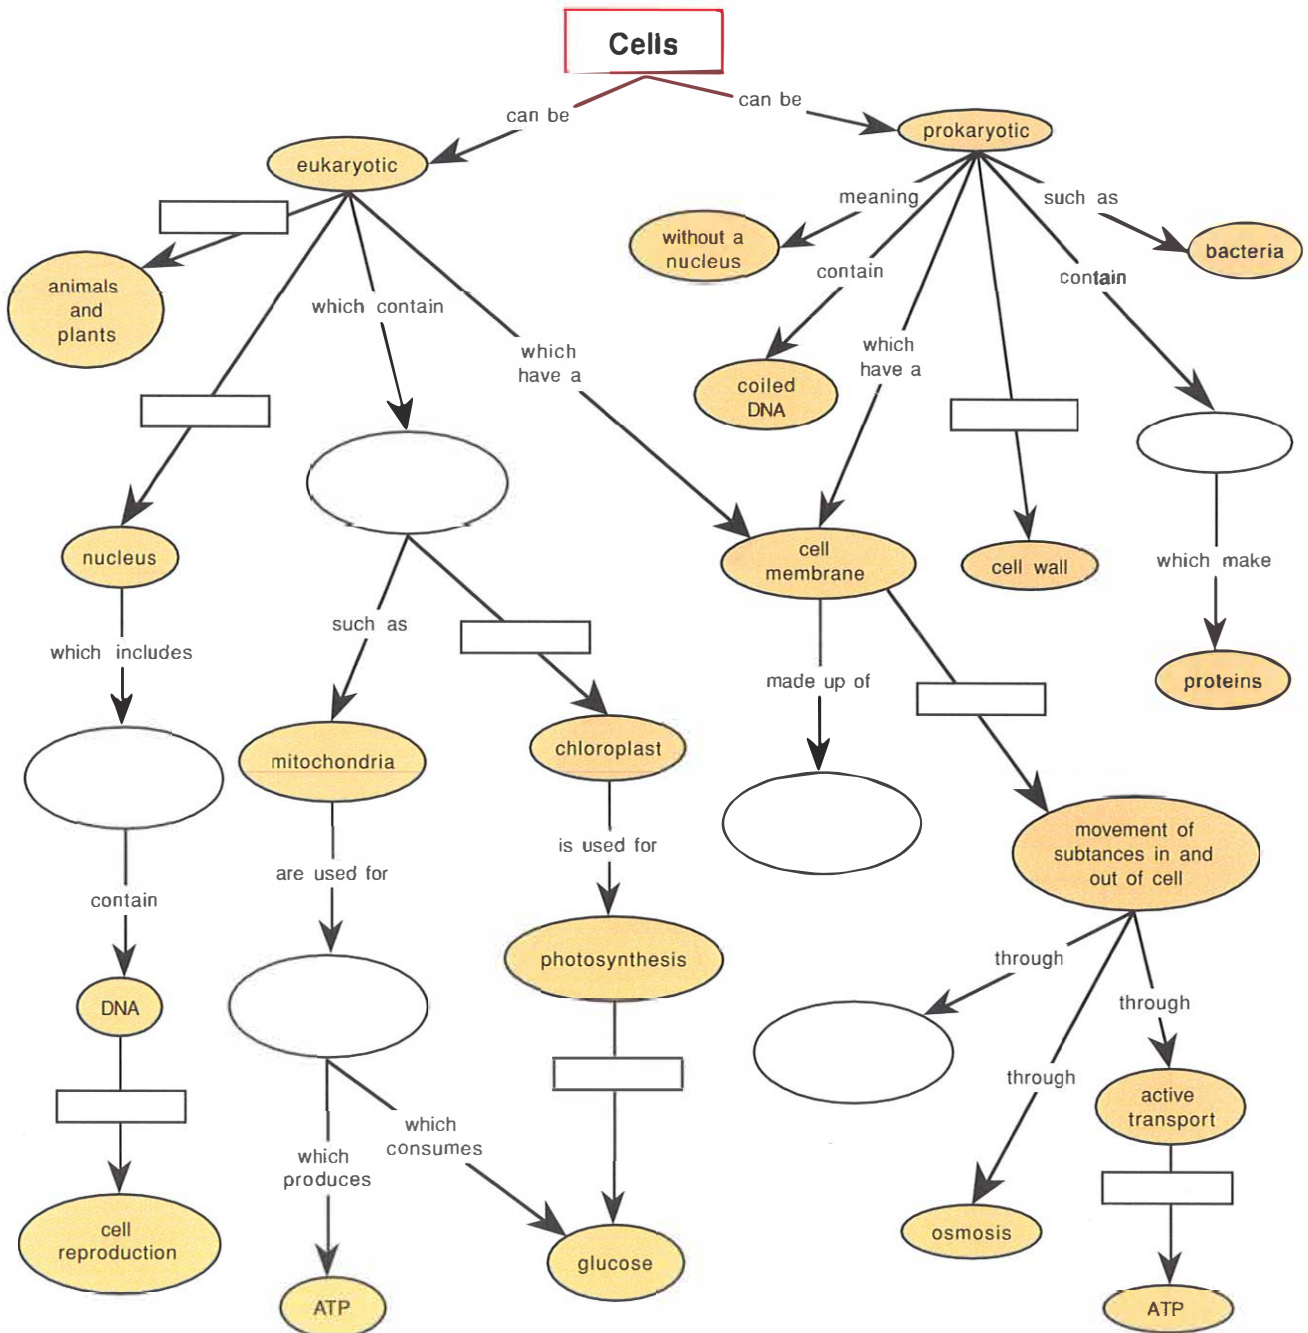 Cells
can be
can be
eukaryotic
prokaryotic
meaning
such as
without a
nucleus
bacteria
animals
and
plants
which contain
contain
contain
which
have a
which
have a
coiled
DNA
nucleus
cell
membrane
cell wall
which make
which includes
such as
made up of
proteins
mitochondria
chloroplast
movement of
subtances in and
out of cell
is used for
are used for
contain
photosynthesis
through
through
DNA
through
active
transport
which
consumes
which
produces
cell
reproduction
osmosis
glucose
ATP
ATP